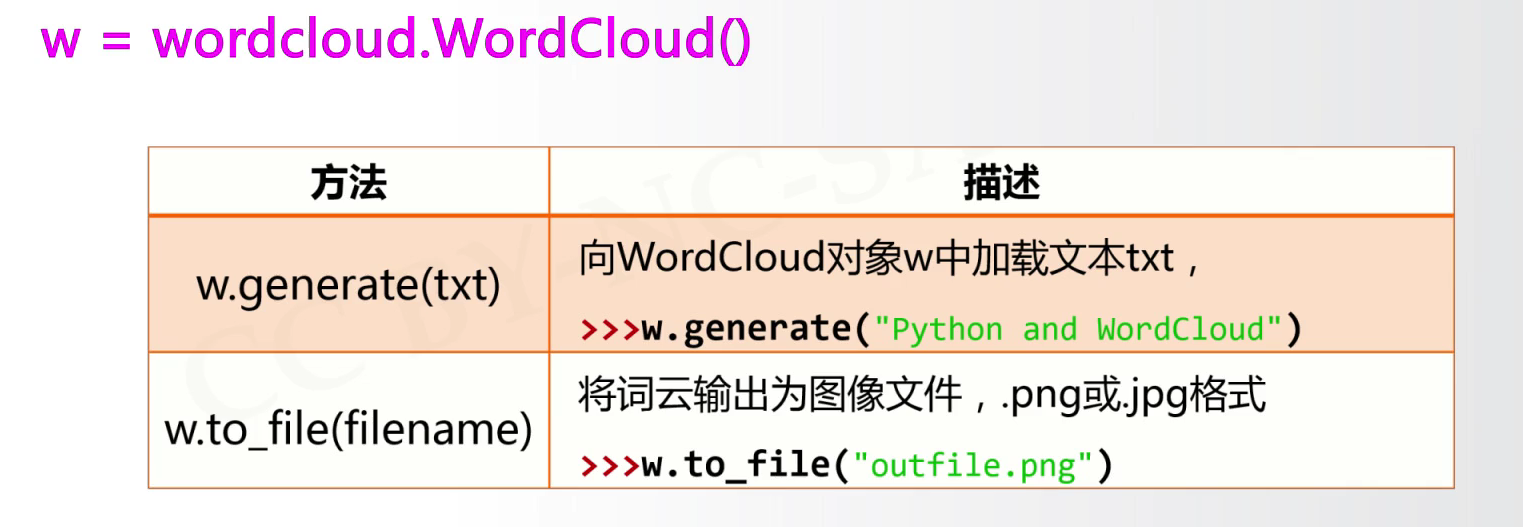 w = wordcloud.WordCloud()
方法 描述
w.generate(txt)
向WordCloud对象w中加载文本txt，
>>>w.generate("Python and WordCloud")
w.to_file(filename)
将词云输出为图像文件，.png或.jpg格式
>>>w.to_file("outfile.png")
CC BY-NC-SA